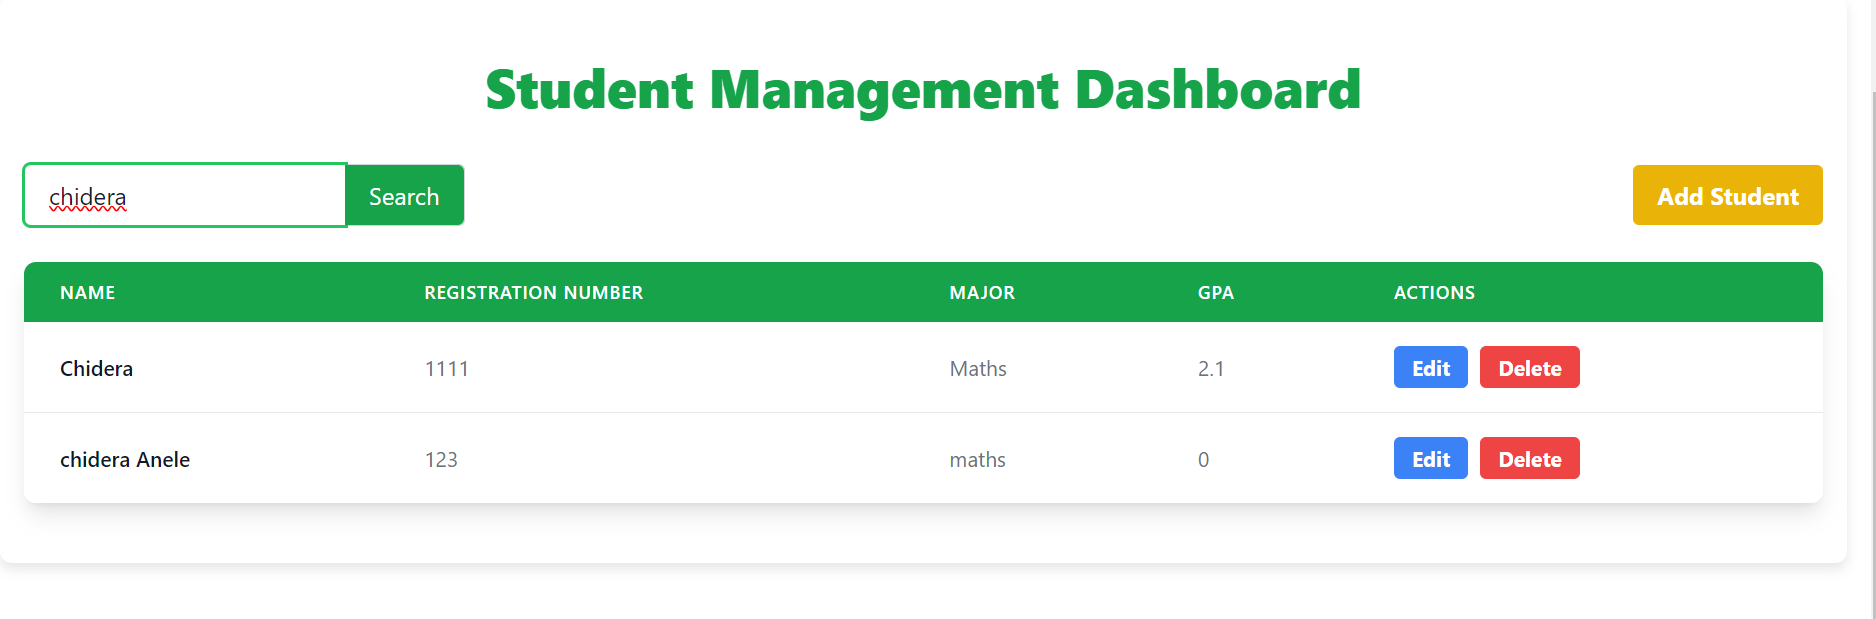 Student Management Dashboard
chidera Search Add Student
NAME REGISTRATION NUMBER MAJOR GPA ACTIONS
Chidera 1111 Maths 2.1 Edit Delete
chidera Anele 123 maths 0 Edit Delete